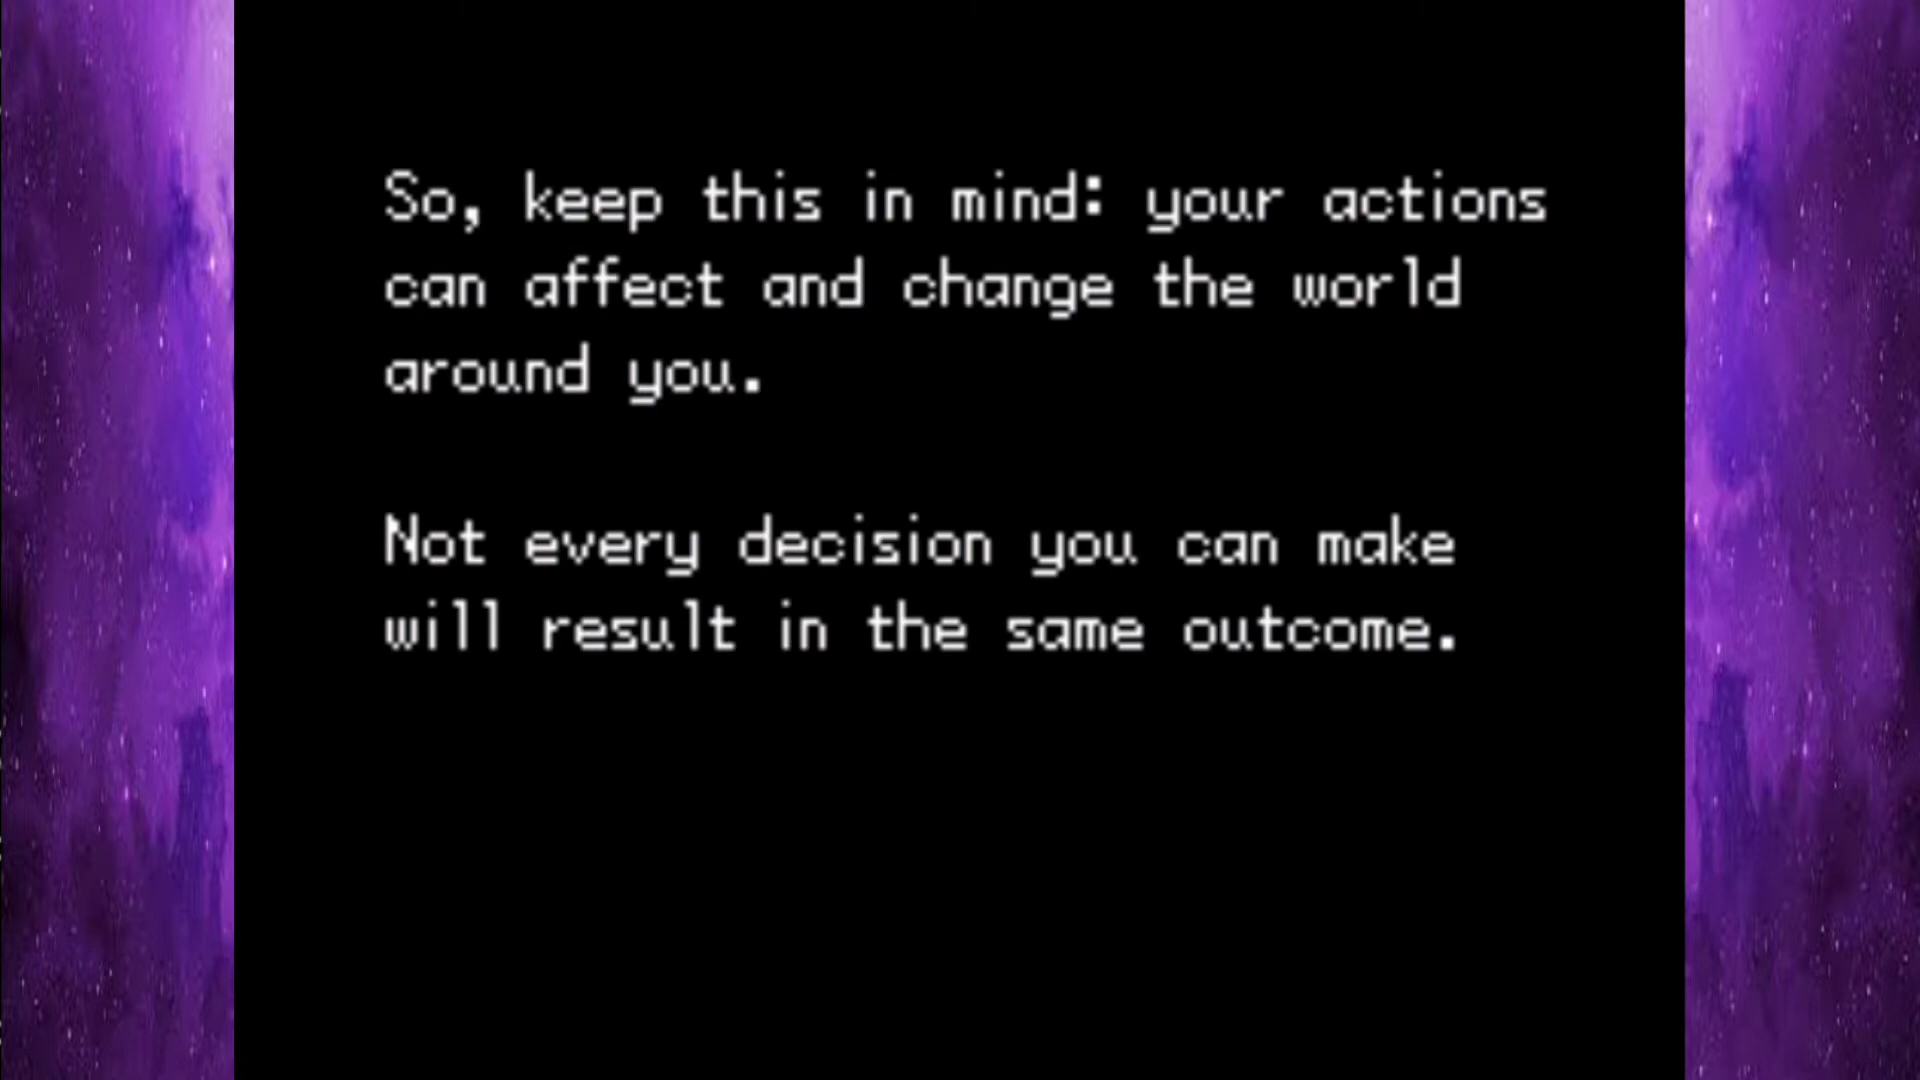 So, keep this in mind: your actions
can affect and change the world
around you.
Not every decision you can make
will result in the same outcome.